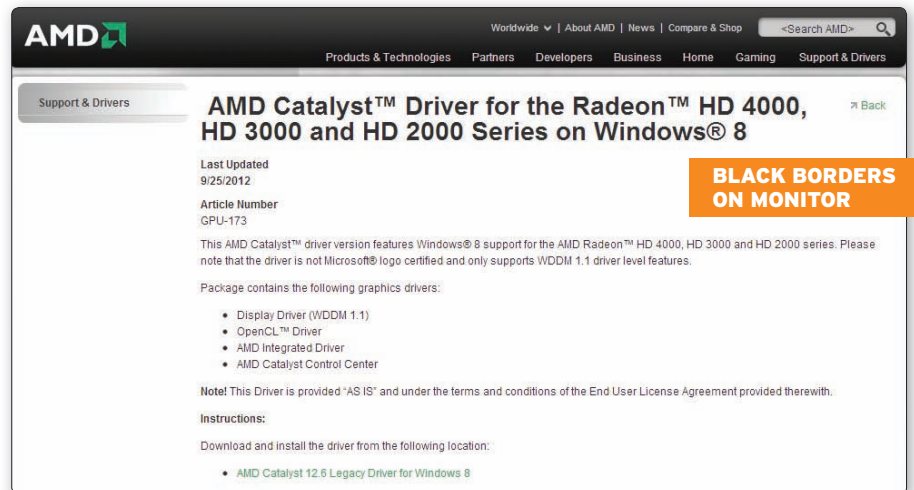 AMD
Worldwide | About AMD | News | Compare & Shop
<Search AMD>
Products & Technologies Partners Developers Business Home Gaming Support & Drivers
Support & Drivers
AMD Catalyst™ Driver for the Radeon™ HD 4000,
HD 3000 and HD 2000 Series on Windows® 8
Back
Last Updated
9/25/2012
BLACK BORDERS
ON MONITOR
Article Number
GPU-173
This AMD Catalyst™ driver version features Windows® 8 support for the AMD Radeon™ HD 4000, HD 3000 and HD 2000 series. Please
note that the driver is not Microsoft® logo certified and only supports WDDM 1.1 driver level features.
Package contains the following graphics drivers:
• Display Driver (WDDM 1.1)
• OpenCL™ Driver
• AMD Integrated Driver
• AMD Catalyst Control Center
Note! This Driver is provided "AS IS" and under the terms and conditions of the End User License Agreement provided therewith.
Instructions:
Download and install the driver from the following location:
• AMD Catalyst 12.6 Legacy Driver for Windows 8